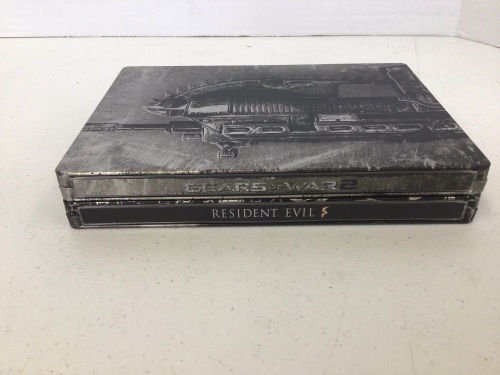 GEARS OF WAR 2
RESIDENT EVIL 5